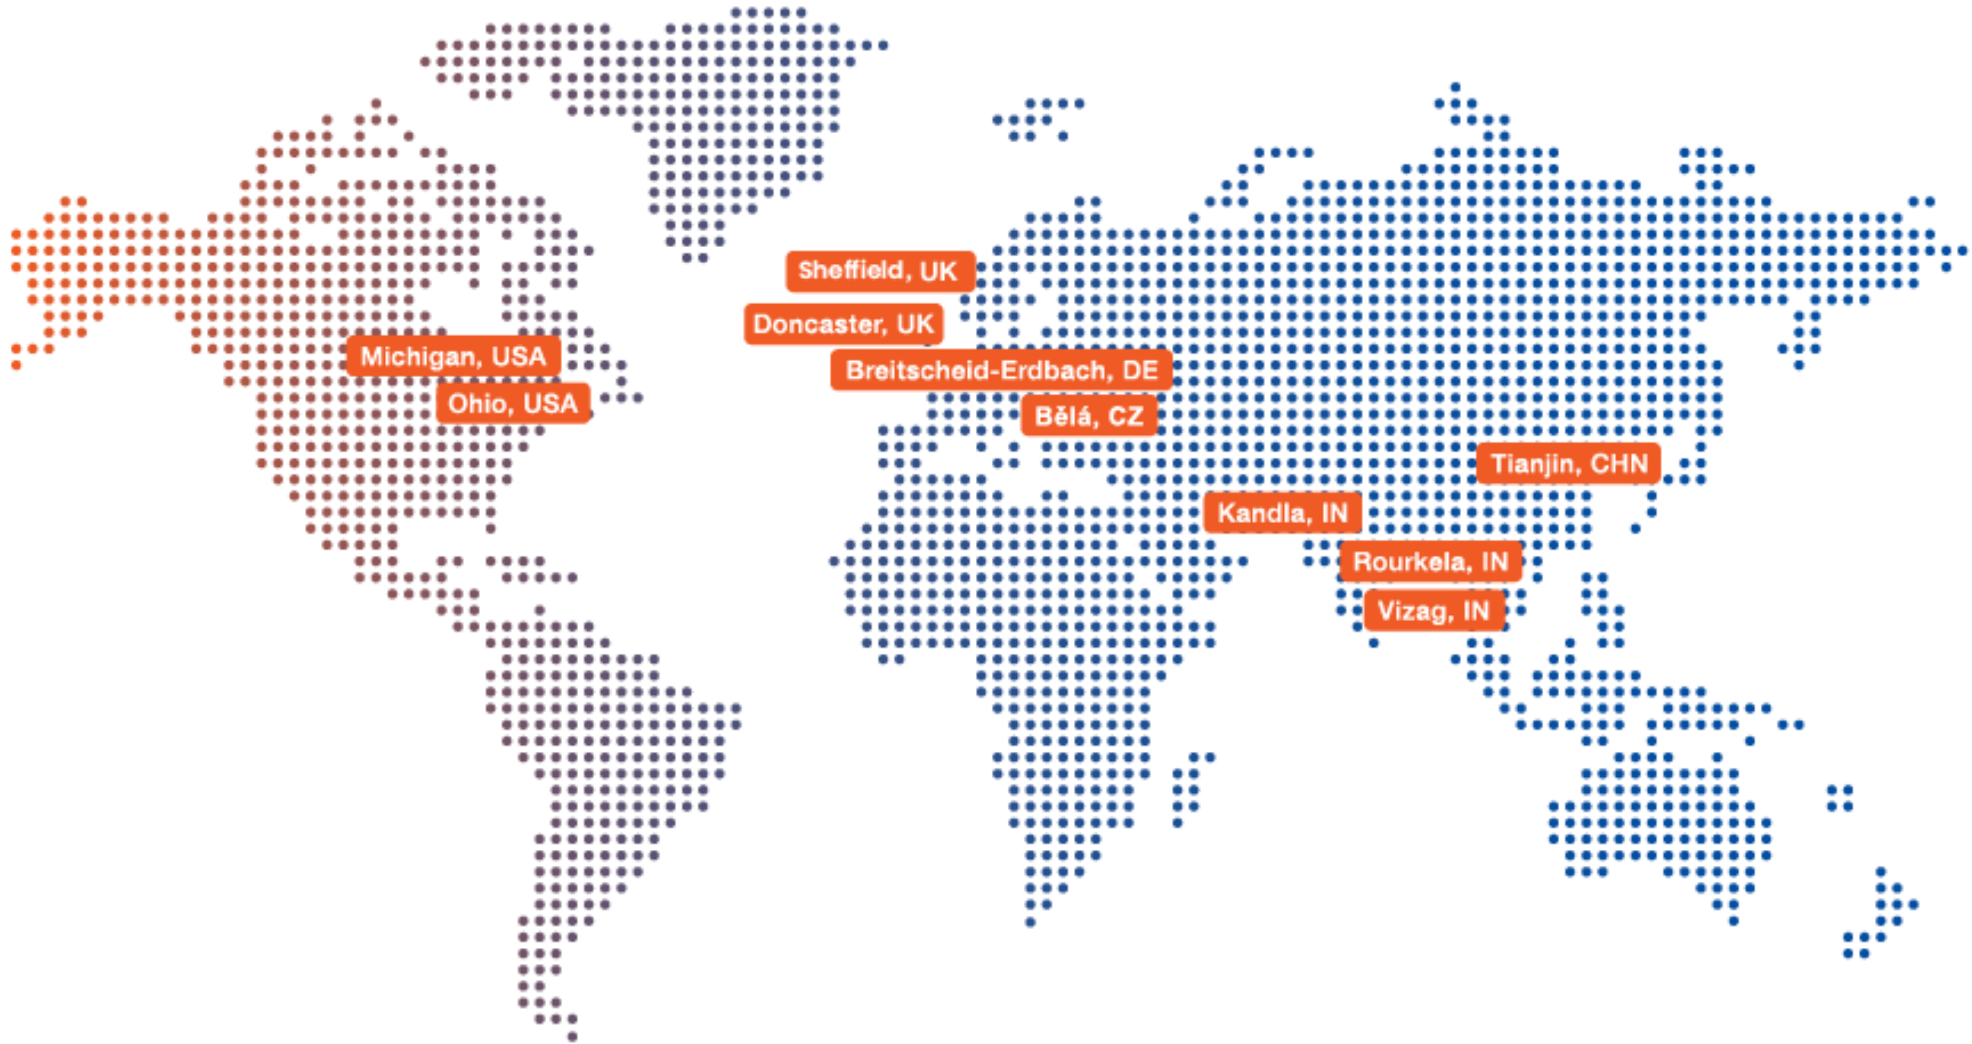 Sheffield, UK
Doncaster, UK
Michigan, USA
Breitscheid-Erdbach, DE
Ohio, USA
Bělá, CZ
Tianjin, CHN
Kandla, IN
Rourkela, IN
Vizag, IN